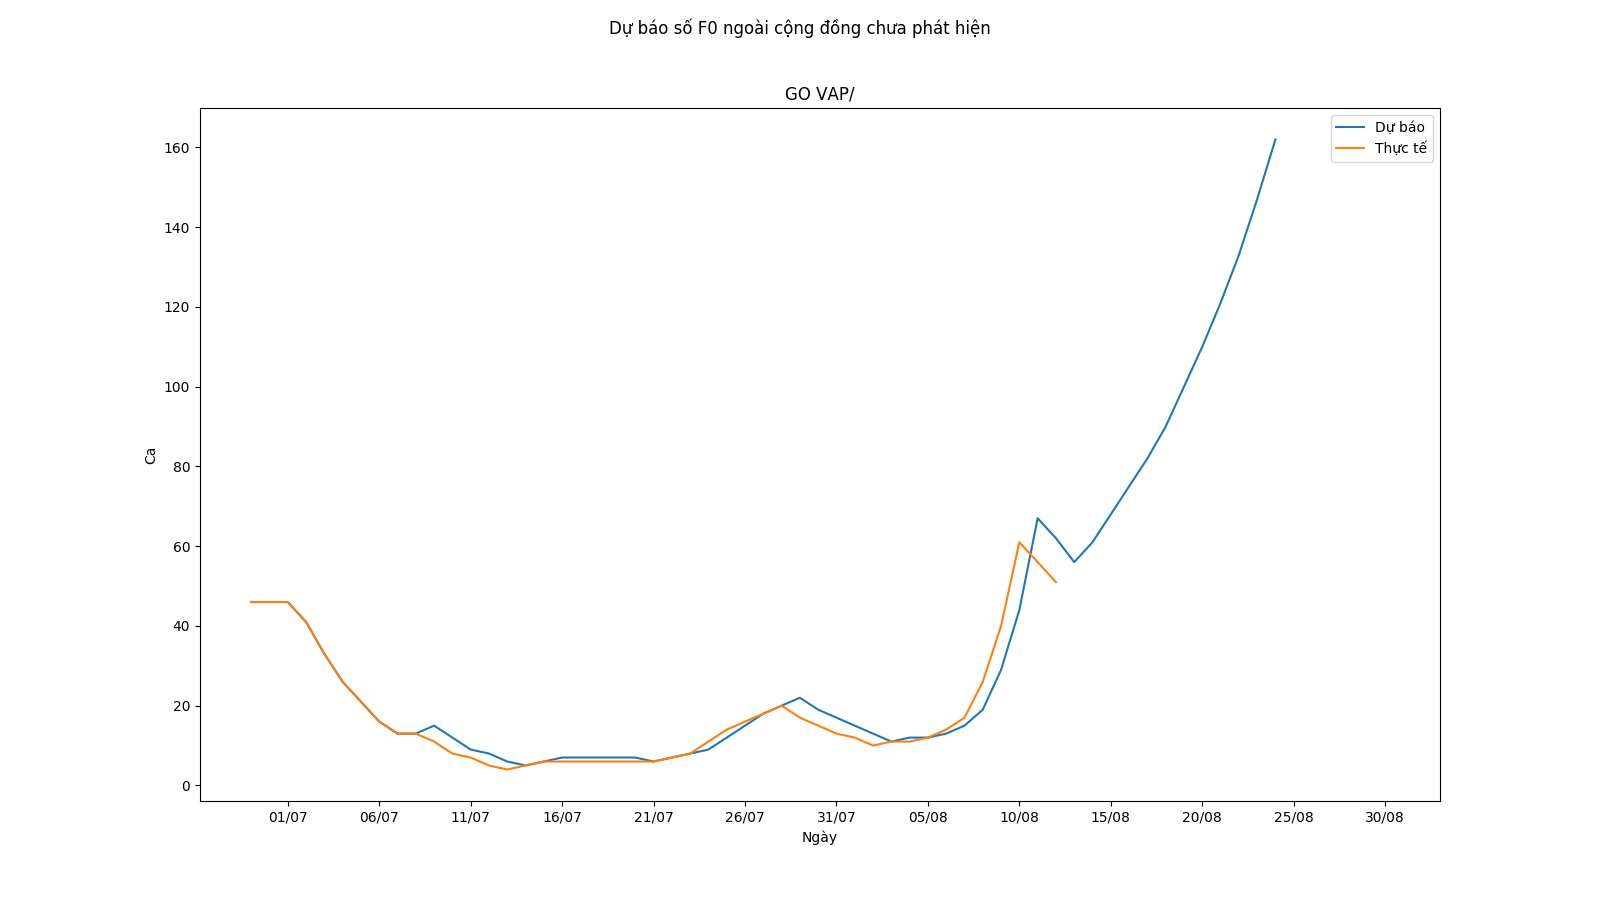 Dự báo số F0 ngoài cộng đồng chưa phát hiện
GO VAP/
Dự báo
Thực tế
160
140
120
100
80
60
40
20
0
Ca
01/07 06/07 11/07 16/07 21/07 26/07 31/07 05/08 10/08 15/08 20/08 25/08 30/08
Ngày